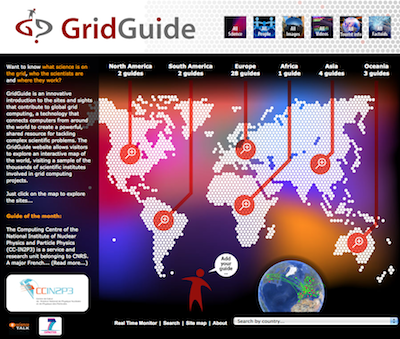 GridGuide
All Science
All People
All Images
All Videos
Tourist info
Factoids
Want to know what science is on
the grid, who the scientists are
and where they work?
GridGuide is an innovative
introduction to the sites and sights
that contribute to global grid
computing, a technology that
connects computers from around
the world to create a powerful,
shared resource for tackling
complex scientific problems. The
GridGuide website allows visitors
to explore an interactive map of
the world, visiting a sample of the
thousands of scientific institutes
involved in grid computing
projects.
Just click on the map to explore
the sites...
Guide of the month:
The Computing Centre of the
National Institute of Nuclear
Physics and Particle Physics
(CC-IN2P3) is a service and
research unit belonging to CNRS.
A major French... (Read more...)
CCIN2P3
TALK
7
North America
2 guides
South America
2 guides
Europe
28 guides
Africa
1 guide
Asia
4 guides
Oceania
3 guides
Add
your
guide
Real Time Monitor | Search | Site map | About
Search by country...